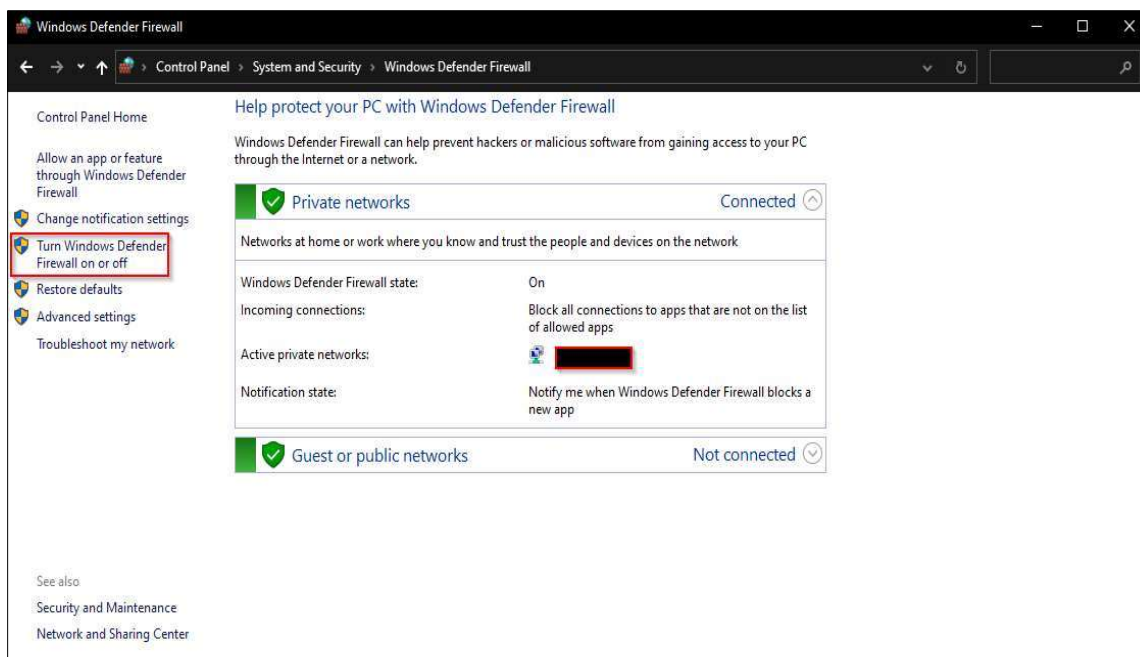 Windows Defender Firewall
Control Panel › System and Security › Windows Defender Firewall
Control Panel Home
Allow an app or feature
through Windows Defender
Firewall
Change notification settings
Turn Windows Defender
Firewall on or off
Restore defaults
Advanced settings
Troubleshoot my network
See also
Security and Maintenance
Network and Sharing Center
Help protect your PC with Windows Defender Firewall
Windows Defender Firewall can help prevent hackers or malicious software from gaining access to your PC
through the Internet or a network.
Private networks Connected
Networks at home or work where you know and trust the people and devices on the network
Windows Defender Firewall state: On
Incoming connections: Block all connections to apps that are not on the list
of allowed apps
Active private networks:
Notification state: Notify me when Windows Defender Firewall blocks a
new app
Guest or public networks Not connected